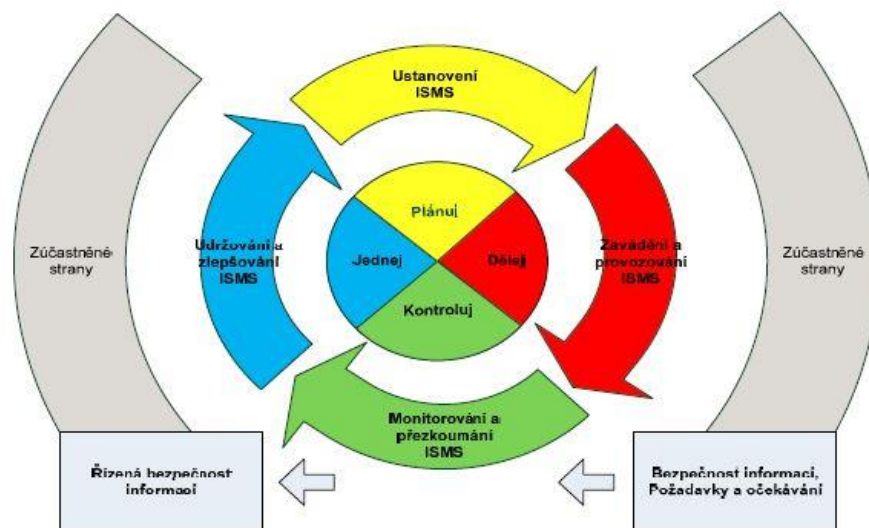 Ustanovení
ISMS
Zúčastněné
strany
Udržování a
zlepšování
ISMS
Plánuj
Jednej
Dělej
Kontroluj
Zavádění a
provozování
ISMS
Zúčastněné
strany
Monitorování a
přezkoumání
ISMS
Řízená bezpečnost
informací
Bezpečnost informací,
Požadavky a očekávání